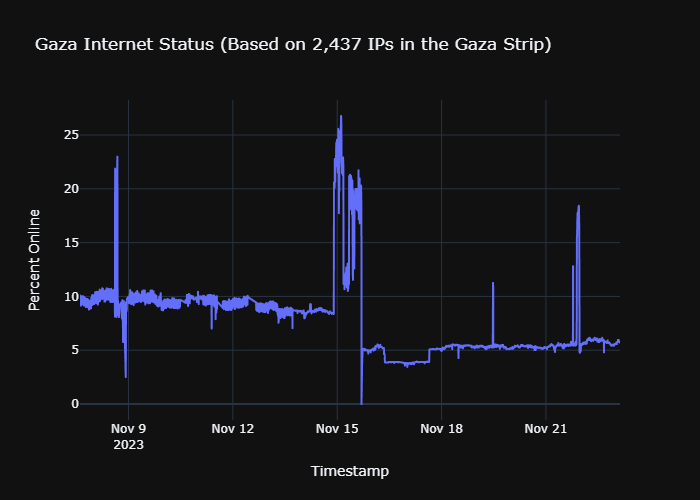 Gaza Internet Status (Based on 2,437 IPs in the Gaza Strip)
Percent Online
25
20
15
10
5
0
Nov 9
2023
Nov 12
Nov 15
Nov 18
Nov 21
Timestamp